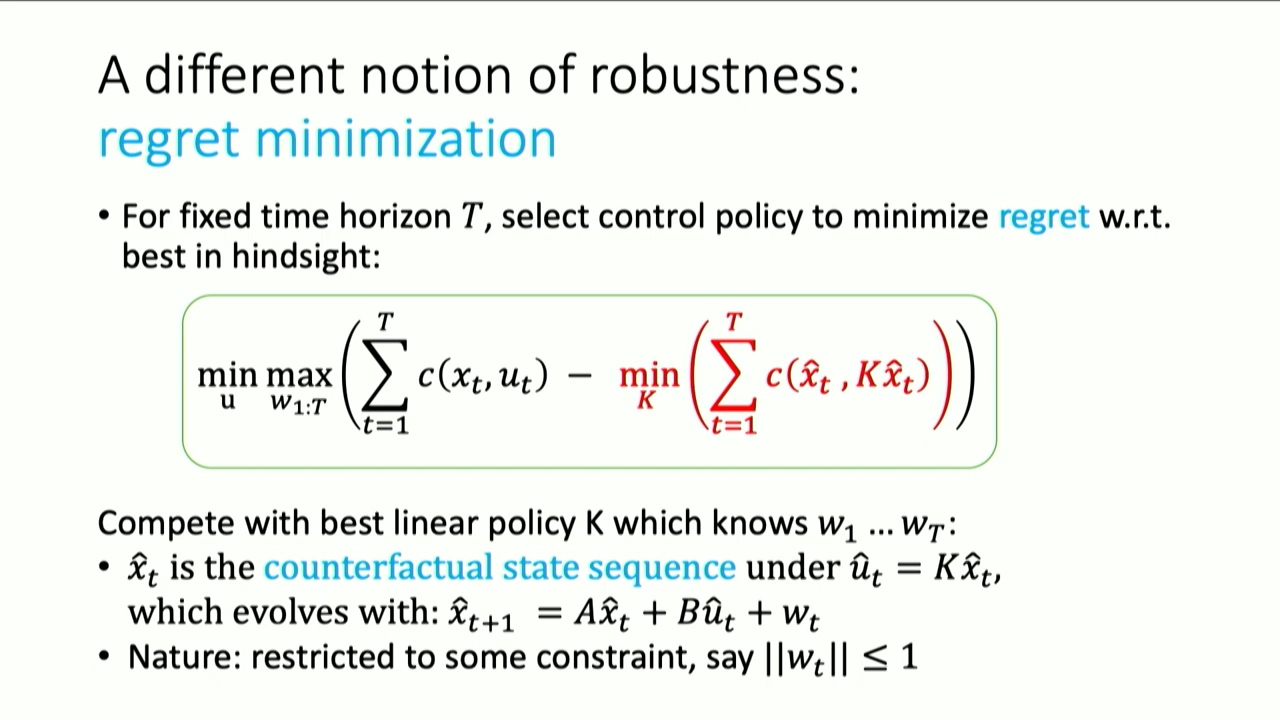 A different notion of robustness:
regret minimization
• For fixed time horizon T, select control policy to minimize regret w.r.t.
best in hindsight:
min_u max_{w_{1:T}} ( ∑_{t=1}^{T} c(x_t, u_t) − min_K ( ∑_{t=1}^{T} c(x̂_t , Kx̂_t) ) )
Compete with best linear policy K which knows w_1 … w_T:
• x̂_t is the counterfactual state sequence under û_t = Kx̂_t,
which evolves with: x̂_{t+1} = Ax̂_t + Bû_t + w_t
• Nature: restricted to some constraint, say ||w_t|| ≤ 1